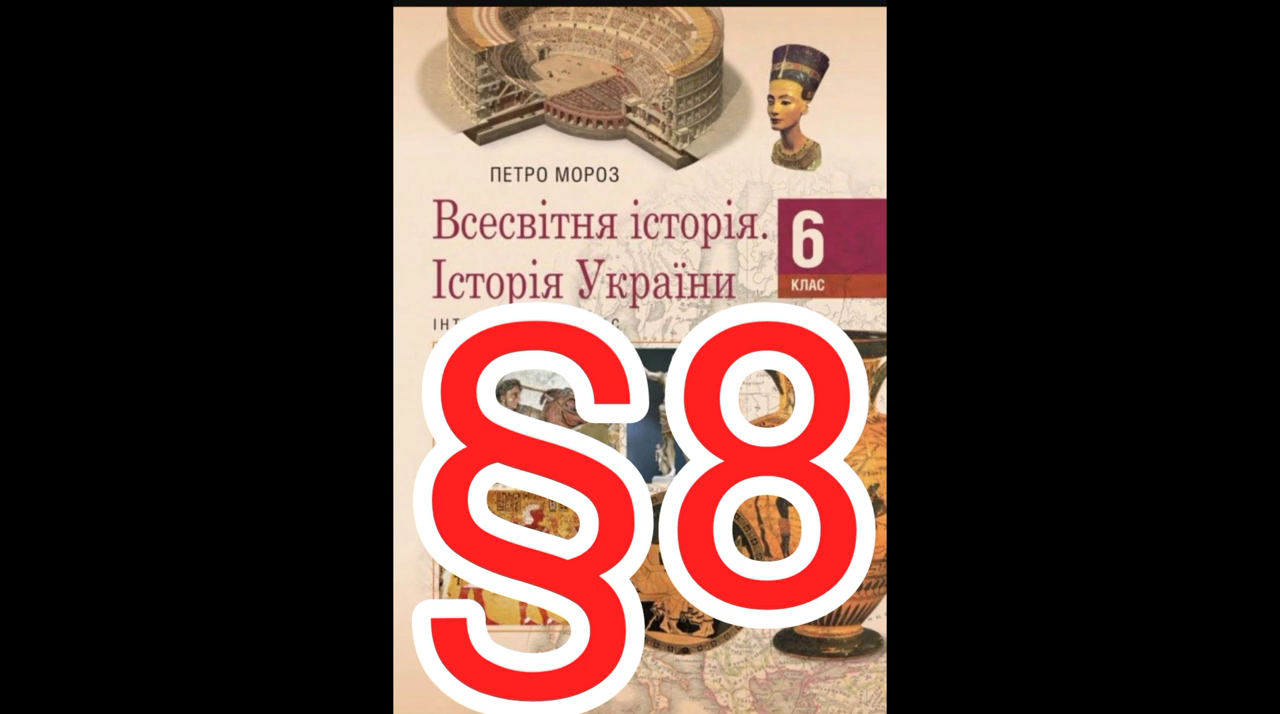 ПЕТРО МОРОЗ
Всесвітня історія.
6
Історія України
КЛАС
§8